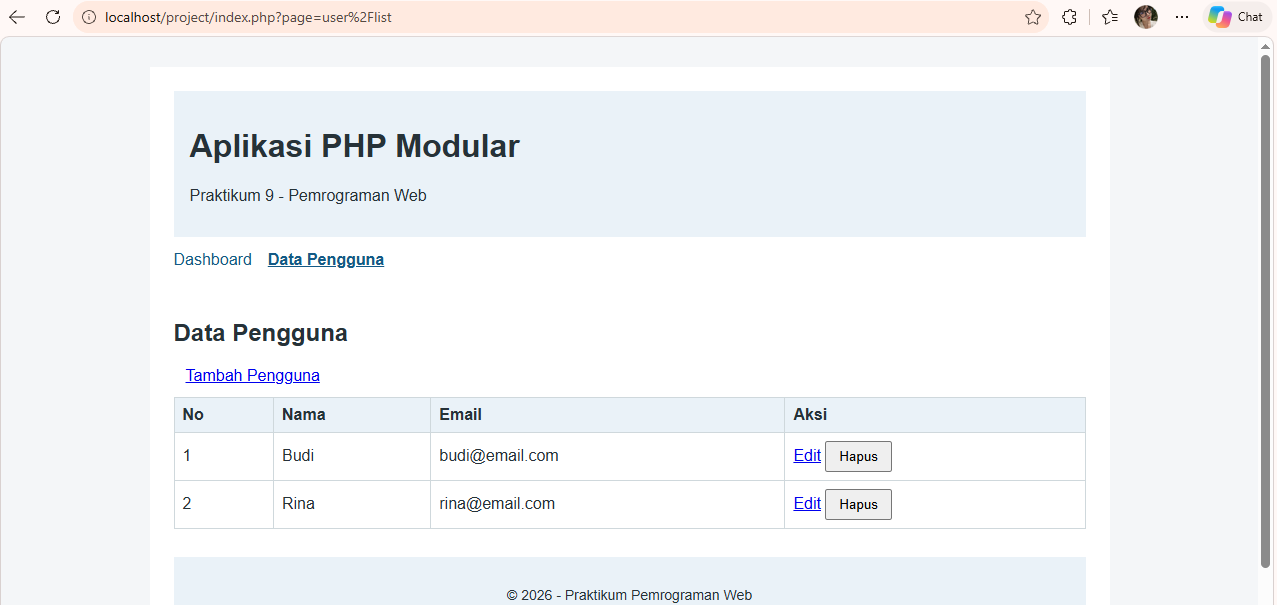 localhost/project/index.php?page=user%2Flist
Chat
Aplikasi PHP Modular
Praktikum 9 - Pemrograman Web
Dashboard Data Pengguna
Data Pengguna
Tambah Pengguna
No Nama Email Aksi
1 Budi budi@email.com Edit Hapus
2 Rina rina@email.com Edit Hapus
© 2026 - Praktikum Pemrograman Web